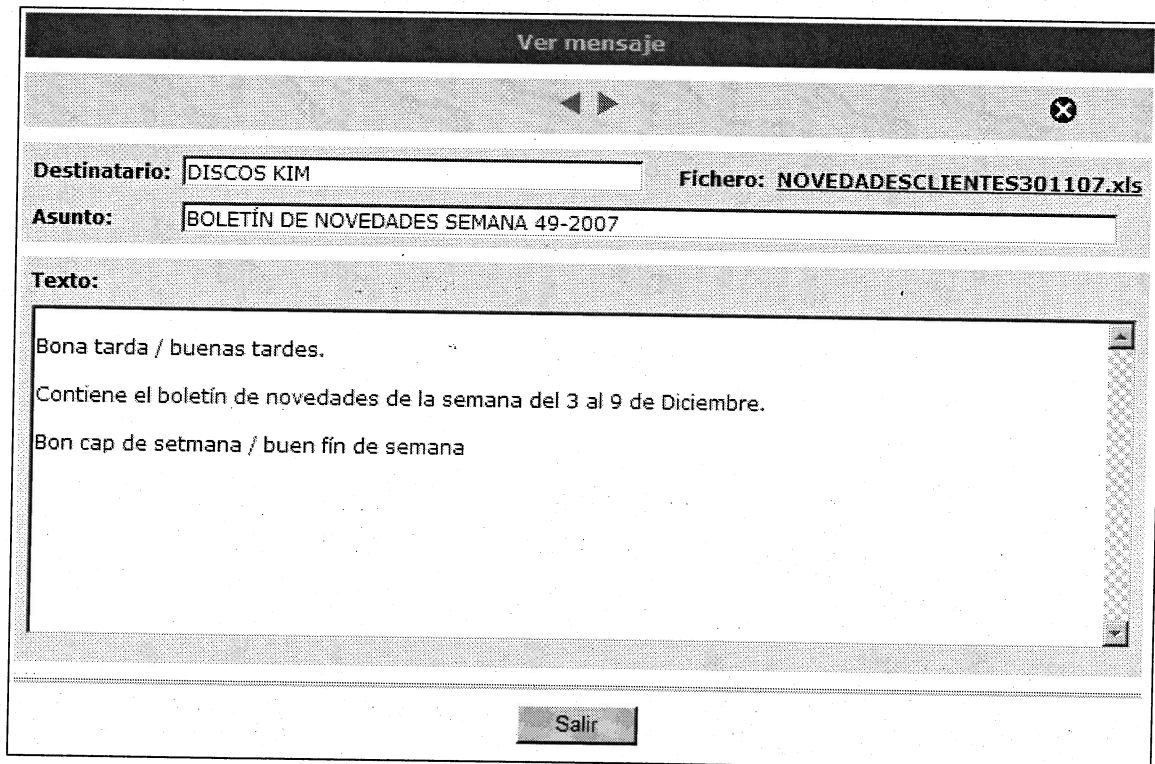 Ver mensaje
Destinatario: DISCOS KIM Fichero: NOVEDADESCLIENTES301107.xls
Asunto: BOLETÍN DE NOVEDADES SEMANA 49-2007
Texto:
Bona tarda / buenas tardes.
Contiene el boletín de novedades de la semana del 3 al 9 de Diciembre.
Bon cap de setmana / buen fín de semana
Salir